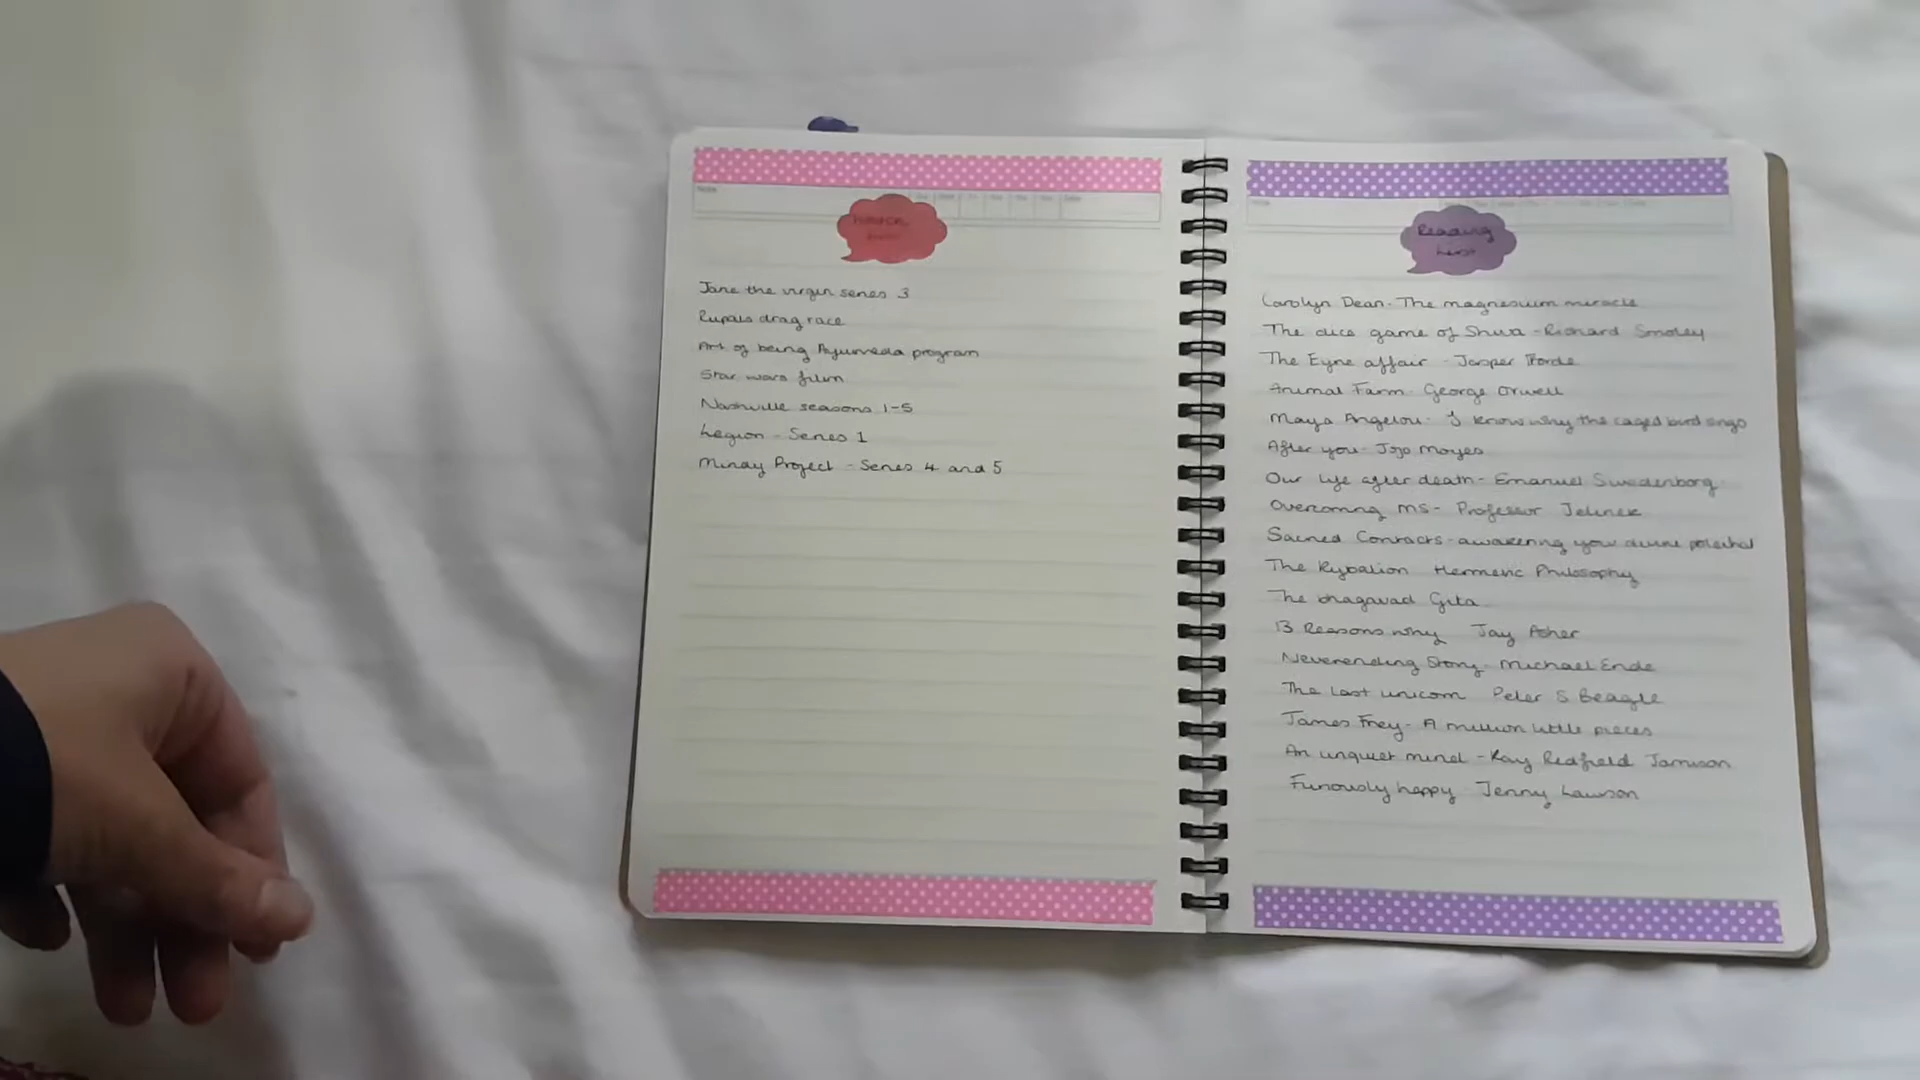 Note
Date
Jane the virgin series 3
Rupals drag race
Art of being Ayurveda program
Star wars film
Nashville seasons 1-5
Legion - Series 1
Mindy Project - Series 4 and 5
Note
Reading
List
Carolyn Dean - The magnesium miracle
The dice game of Shiva - Richard Smoley
The Eyre affair - Jasper Fforde
Animal Farm - George Orwell
Maya Angelou - I know why the caged bird sings
After you - Jojo Moyes
Our life after death - Emanuel Swedenborg
Overcoming MS - Professor Jelinek
Sacred Contracts - awakening your divine potential
The Kybalion Hermetic Philosophy
The bhagavad Gita
13 Reasons why Jay Asher
Neverending Story - Michael Ende
The Last unicorn Peter S Beagle
James Frey - A million little pieces
An unquiet mind - Kay Redfield Jamison
Furiously happy - Jenny Lawson